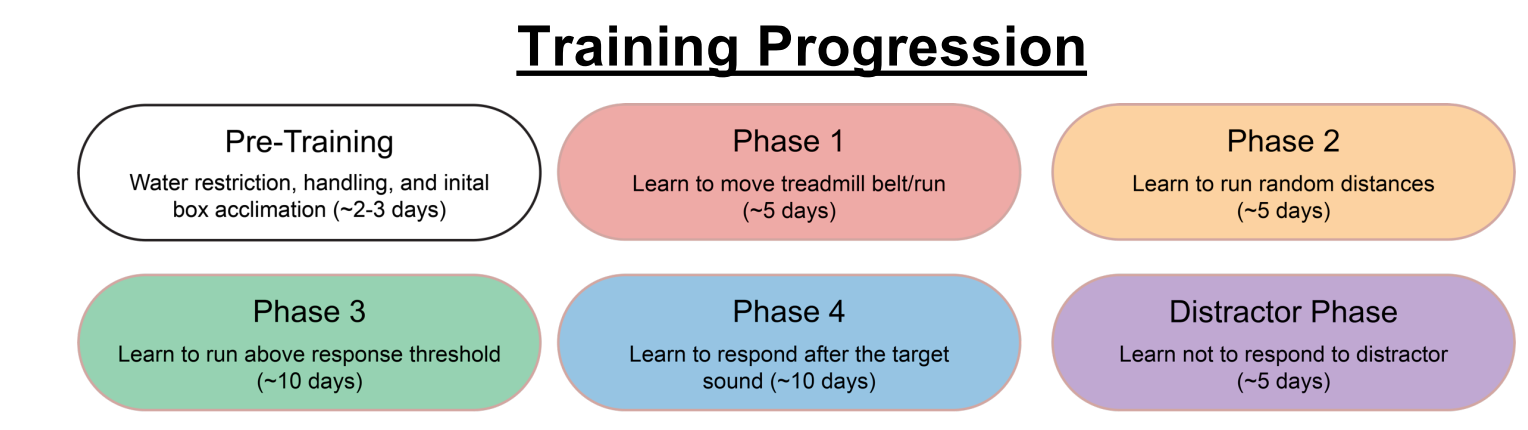 Training Progression
Pre-Training
Water restriction, handling, and inital
box acclimation (~2-3 days)
Phase 1
Learn to move treadmill belt/run
(~5 days)
Phase 2
Learn to run random distances
(~5 days)
Phase 3
Learn to run above response threshold
(~10 days)
Phase 4
Learn to respond after the target
sound (~10 days)
Distractor Phase
Learn not to respond to distractor
(~5 days)